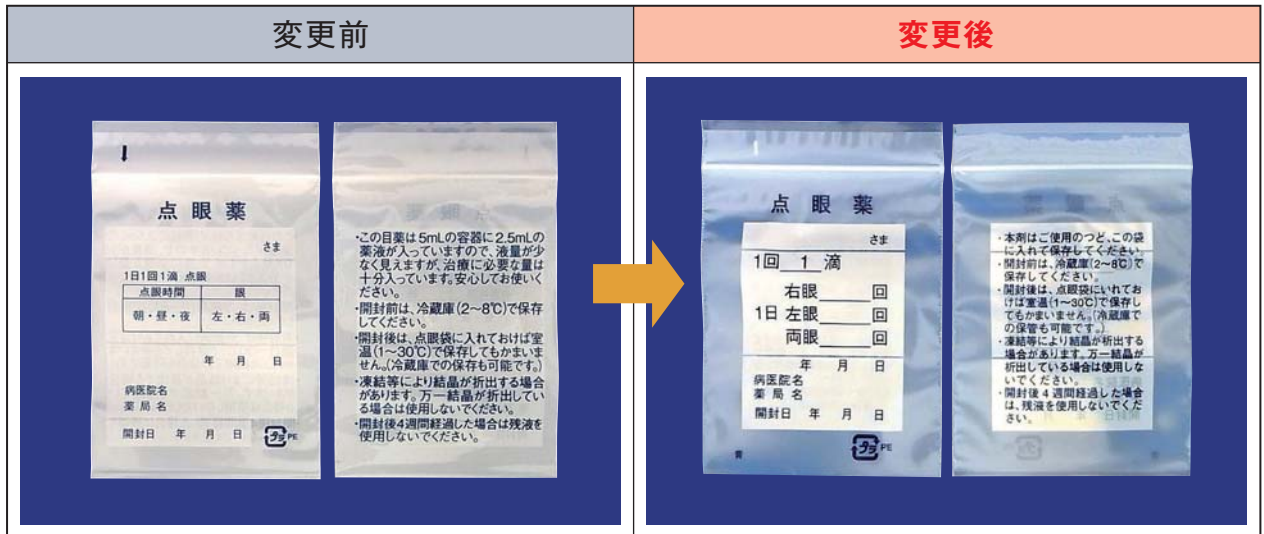 変更前
点眼薬
さま
1日1回1滴 点眼
点眼時間 眼
朝・昼・夜 左・右・両
年 月 日
病医院名
薬局名
開封日 年 月 日 プラ PE
・この目薬は5mLの容器に2.5mLの
薬液が入っていますので、液量が少
なく見えますが、治療に必要な量は
十分入っています。安心してお使いく
ださい。
・開封前は、冷蔵庫(2〜8℃)で保存
してください。
・開封後は、点眼袋に入れておけば室
温(1〜30℃)で保存してもかまいま
せん。(冷蔵庫での保存も可能です。)
・凍結等により結晶が析出する場合
があります。万一結晶が析出してい
る場合は使用しないでください。
・開封後4週間経過した場合は残液を
使用しないでください。
変更後
点眼薬
さま
1回 1 滴
右眼 回
1日 左眼 回
両眼 回
年 月 日
病医院名
薬局名
開封日 年 月 日
プラ PE
・本剤はご使用のつど、この袋
に入れて保存してください。
・開封前は、冷蔵庫(2〜8℃)で
保存してください。
・開封後は、点眼袋にいれてお
けば室温(1〜30℃)で保存し
てもかまいません。(冷蔵庫で
の保管も可能です。)
・凍結等により結晶が析出する
場合があります。万一結晶が
析出している場合は使用しな
いでください。
・開封後4週間経過した場合
は、残液を使用しないでくだ
さい。